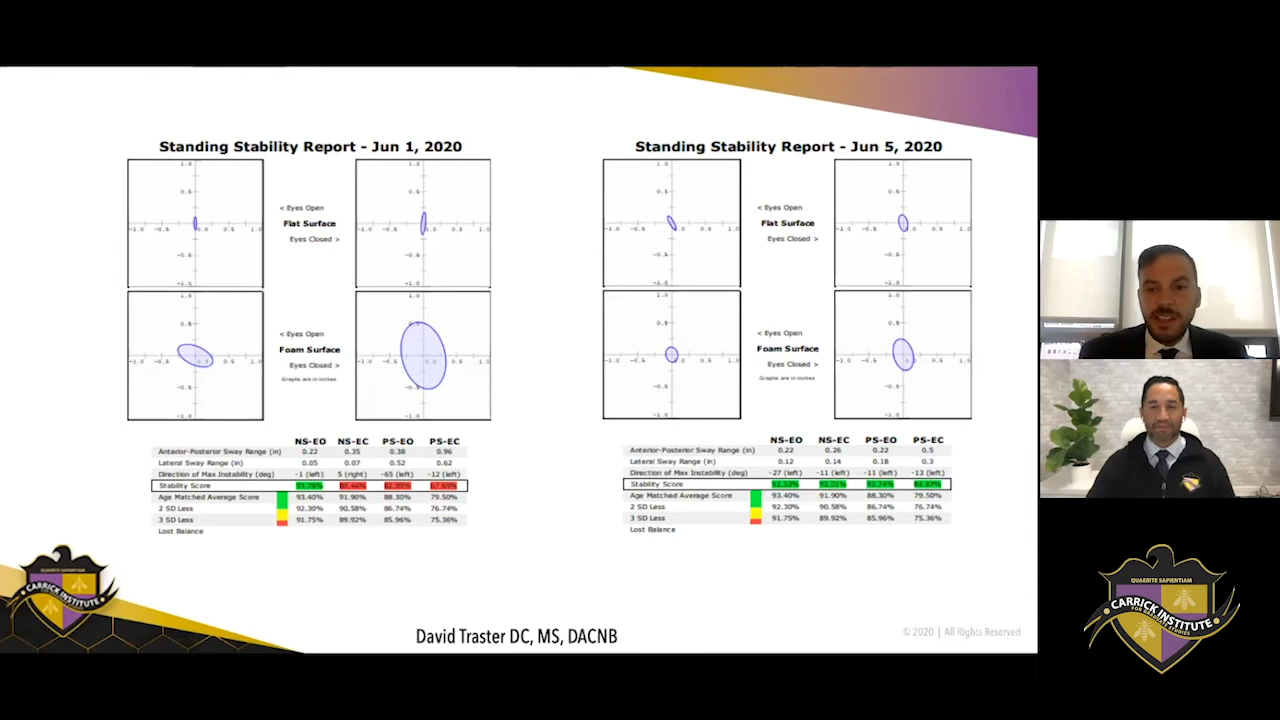 Standing Stability Report - Jun 1, 2020
Standing Stability Report - Jun 5, 2020
< Eyes Open
Flat Surface
Eyes Closed >
< Eyes Open
Foam Surface
Eyes Closed >
Graphs are in inches
< Eyes Open
Flat Surface
Eyes Closed >
< Eyes Open
Foam Surface
Eyes Closed >
Graphs are in inches
NS-EO NS-EC PS-EO PS-EC
Anterior-Posterior Sway Range (in) 0.22 0.35 0.38 0.96
Lateral Sway Range (in) 0.05 0.07 0.52 0.62
Direction of Max Instability (deg) -1 (left) 5 (right) -65 (left) -12 (left)
Stability Score
Age Matched Average Score 93.40% 91.90% 88.30% 79.50%
2 SD Less 92.30% 90.58% 86.74% 76.74%
3 SD Less 91.75% 89.92% 85.96% 75.36%
Lost Balance
NS-EO NS-EC PS-EO PS-EC
Anterior-Posterior Sway Range (in) 0.22 0.26 0.22 0.5
Lateral Sway Range (in) 0.12 0.14 0.18 0.3
Direction of Max Instability (deg) -27 (left) -11 (left) -11 (left) -13 (left)
Stability Score 92.52% 92.01% 92.74%
Age Matched Average Score 93.40% 91.90% 88.30% 79.50%
2 SD Less 92.30% 90.58% 86.74% 76.74%
3 SD Less 91.75% 89.92% 85.96% 75.36%
Lost Balance
QUAERITE SAPIENTIAM
CARRICK INSTITUTE
David Traster DC, MS, DACNB
© 2020 | All Rights Reserved
QUAERITE SAPIENTIAM
CARRICK INSTITUTE